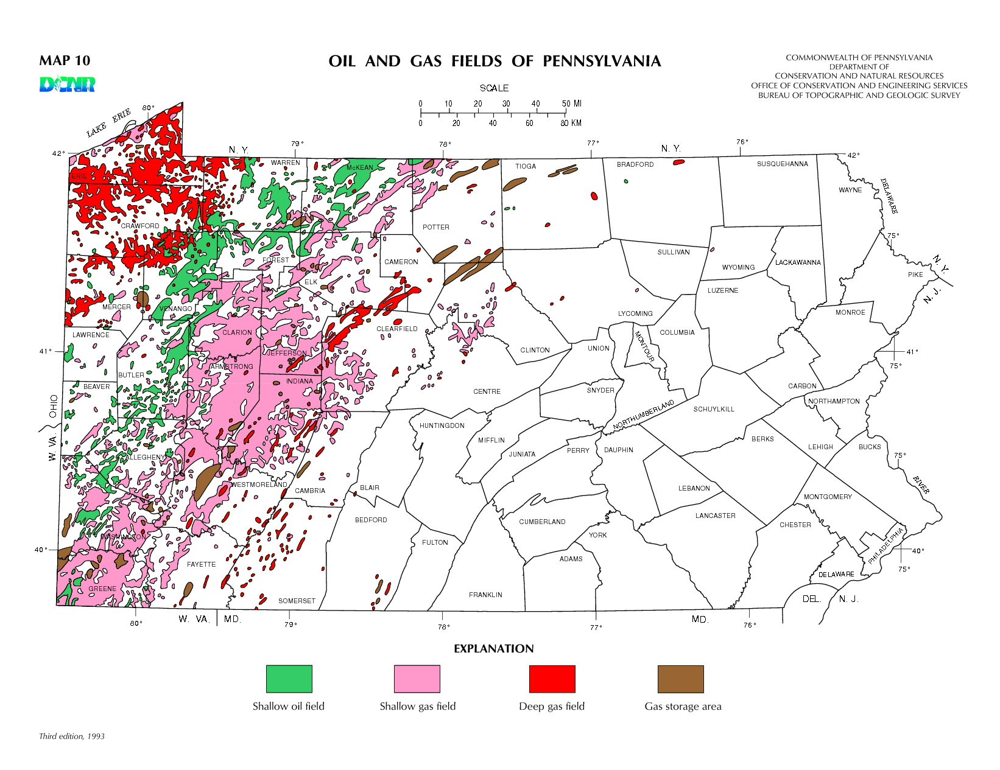 MAP 10
DCNR
OIL AND GAS FIELDS OF PENNSYLVANIA
COMMONWEALTH OF PENNSYLVANIA
DEPARTMENT OF
CONSERVATION AND NATURAL RESOURCES
OFFICE OF CONSERVATION AND ENGINEERING SERVICES
BUREAU OF TOPOGRAPHIC AND GEOLOGIC SURVEY
SCALE
0 10 20 30 40 50 MI
0 20 40 60 80 KM
LAKE ERIE
80°
42°
N. Y.
79°
78°
77°
N. Y.
76°
42°
WARREN
McKEAN
TIOGA
BRADFORD
SUSQUEHANNA
WAYNE
DELAWARE
ERIE
CRAWFORD
POTTER
75°
FOREST
CAMERON
SULLIVAN
WYOMING
LACKAWANNA
N. Y.
PIKE
N. J.
ELK
LUZERNE
MERCER
VENANGO
LYCOMING
MONROE
LAWRENCE
CLARION
CLEARFIELD
COLUMBIA
MONTOUR
41°
JEFFERSON
CLINTON
UNION
41°
75°
ARMSTRONG
BUTLER
INDIANA
BEAVER
CENTRE
SNYDER
CARBON
NORTHAMPTON
OHIO
NORTHUMBERLAND
SCHUYLKILL
HUNTINGDON
MIFFLIN
JUNIATA
PERRY
DAUPHIN
BERKS
LEHIGH
BUCKS
W. VA.
ALLEGHENY
75°
RIVER
WESTMORELAND
CAMBRIA
BLAIR
LEBANON
MONTGOMERY
BEDFORD
CUMBERLAND
LANCASTER
CHESTER
WASHINGTON
FULTON
YORK
PHILADELPHIA
40°
40°
FAYETTE
ADAMS
75°
DELAWARE
GREENE
SOMERSET
FRANKLIN
DEL.
N. J.
80°
W. VA.
MD.
79°
78°
77°
MD.
76°
EXPLANATION
Shallow oil field
Shallow gas field
Deep gas field
Gas storage area
Third edition, 1993